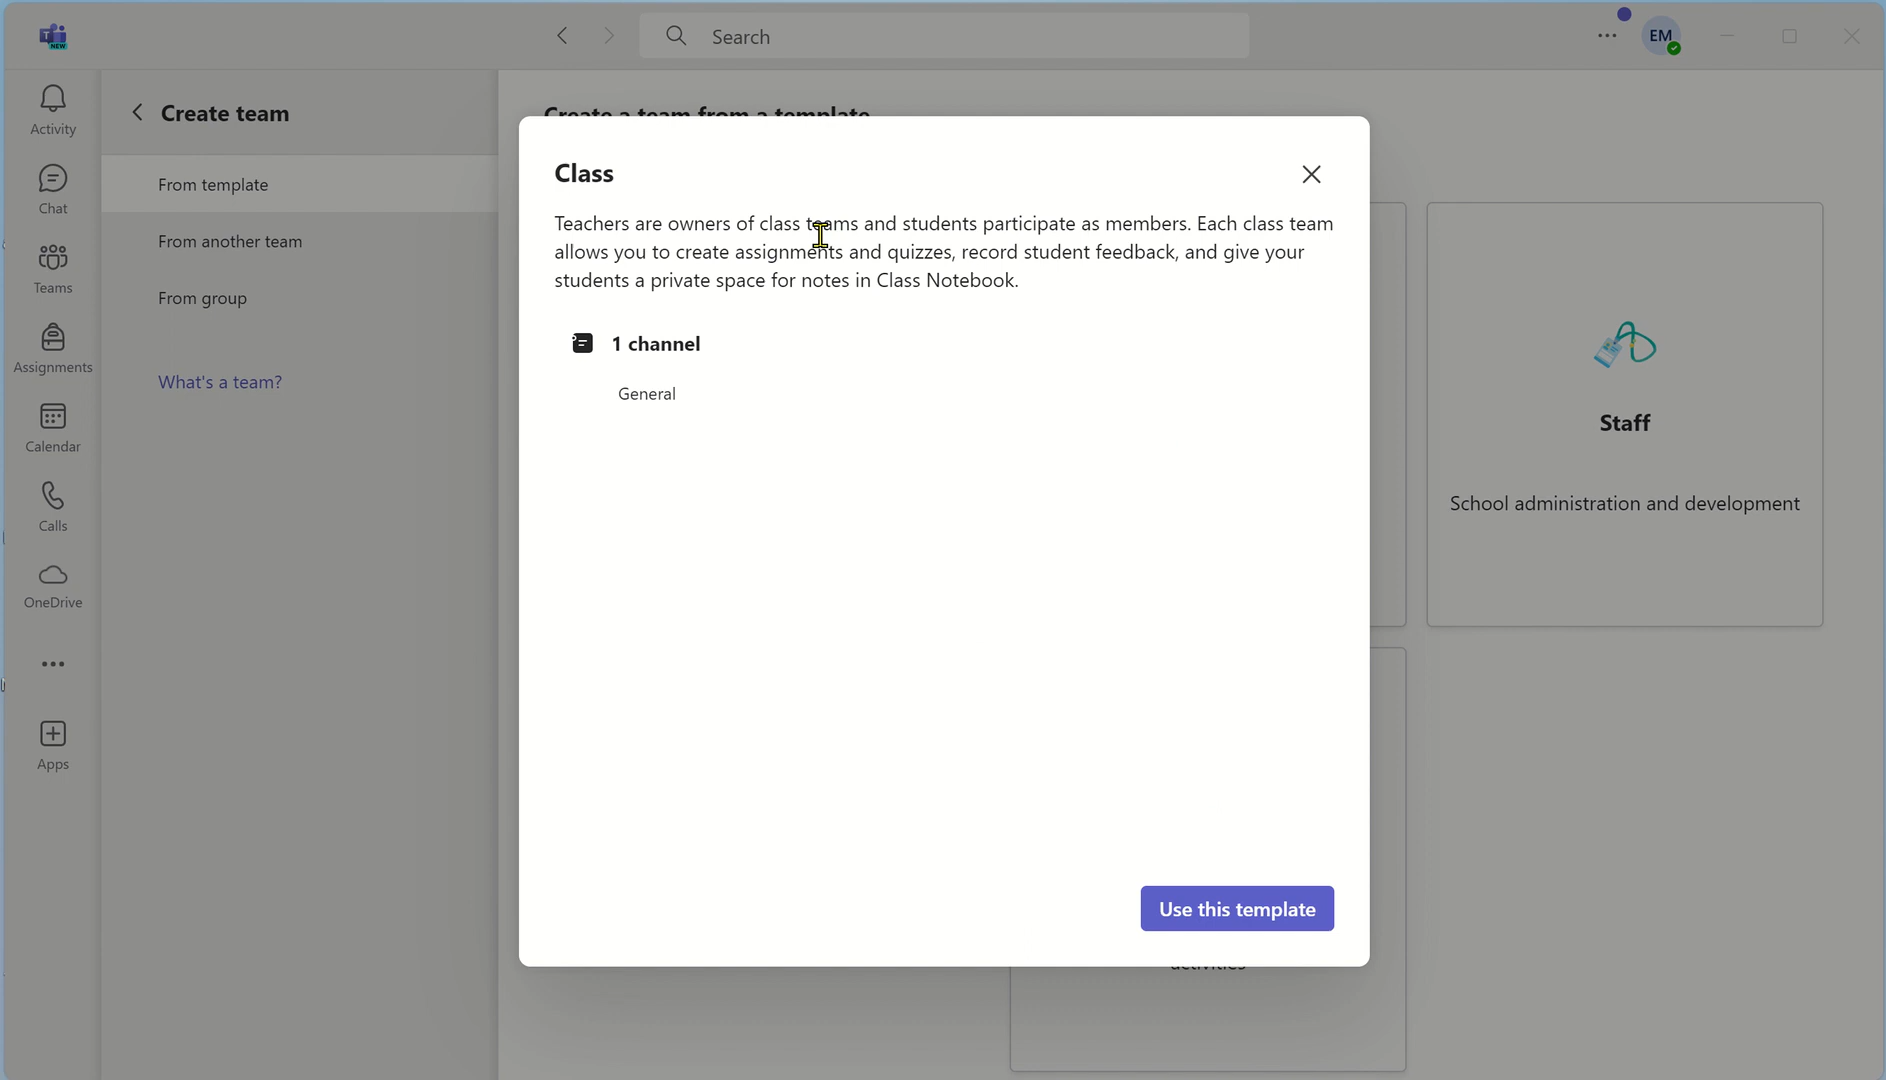 NEW
Search
EM
Activity
Chat
Teams
Assignments
Calendar
Calls
OneDrive
Apps
Create team
From template
From another team
From group
What's a team?
Create a team from a template
Class
Teachers are owners of class teams and students participate as members. Each class team
allows you to create assignments and quizzes, record student feedback, and give your
students a private space for notes in Class Notebook.
1 channel
General
Use this template
Staff
School administration and development
activities